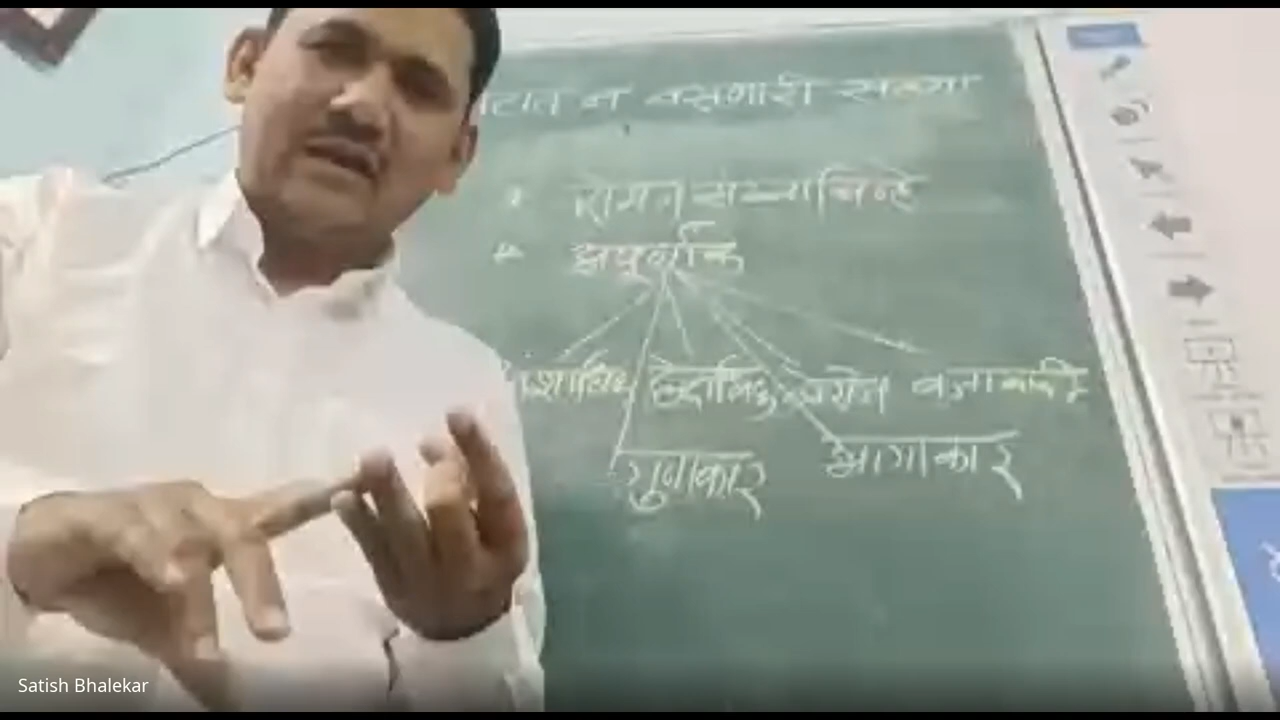 न बसणारी संख्या
* रोमन संख्याचिन्हे
* अपूर्णांक
छेदाधिक बेरीज वजाबाकी
गुणाकार भागाकार
Satish Bhalekar